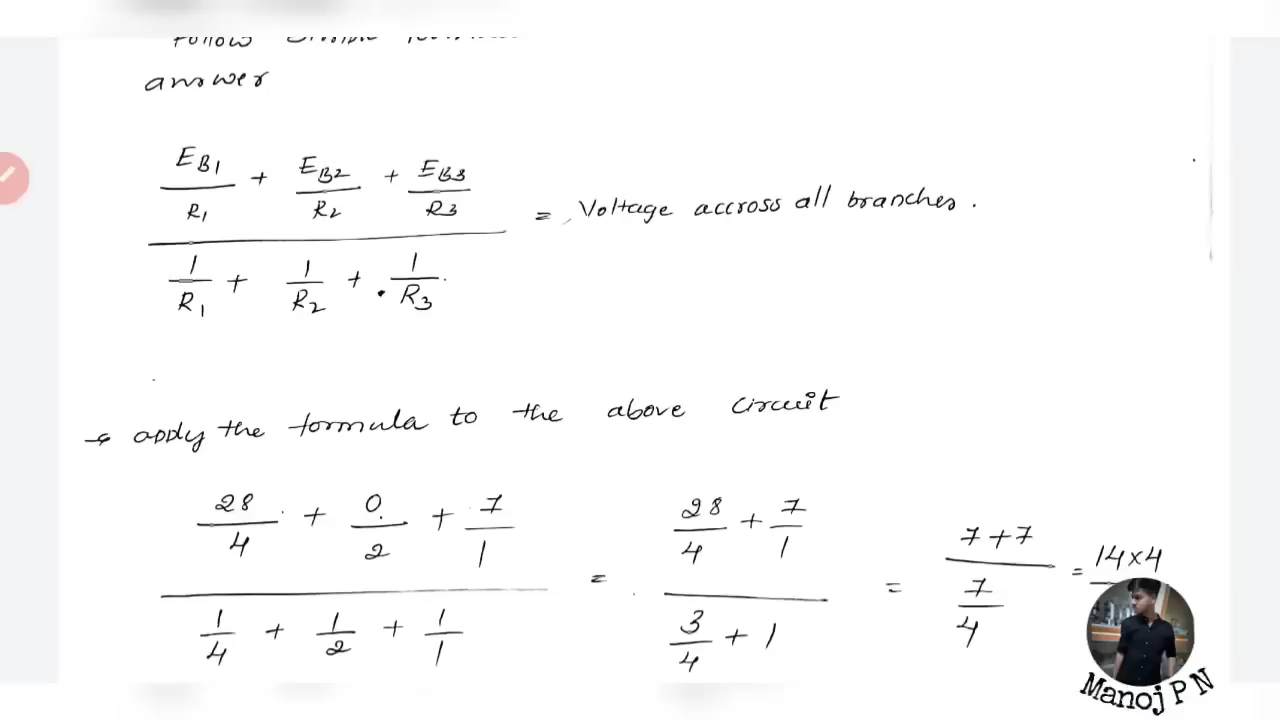 Follow
answer
EB1/R1 + EB2/R2 + EB3/R3
= Voltage accross all branches.
1/R1 + 1/R2 + 1/R3
→ apply the formula to the above circuit
28/4 + 0/2 + 7/1
1/4 + 1/2 + 1/1
=
28/4 + 7/1
3/4 + 1
=
7+7
7/4
= 14×4
Manoj P N